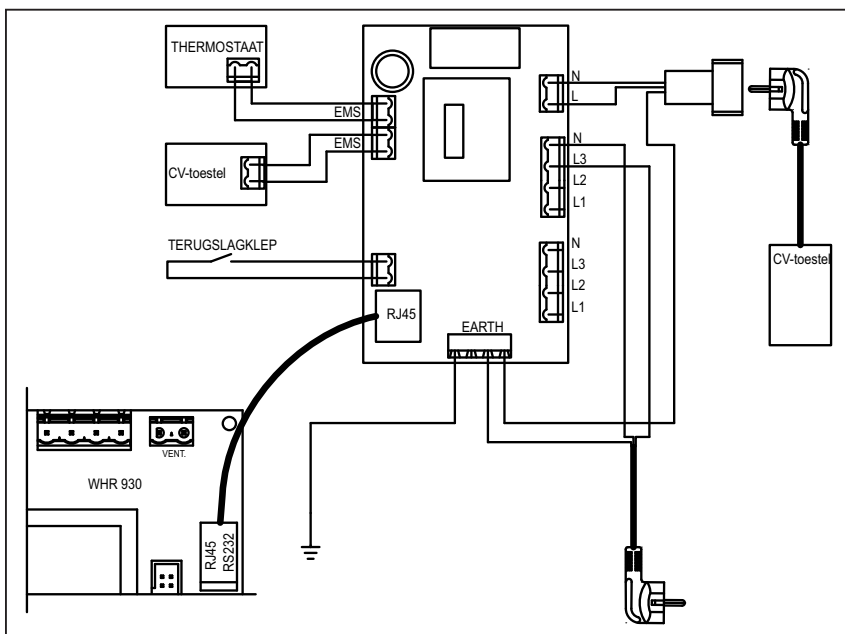 THERMOSTAAT
EMS
EMS
CV-toestel
TERUGSLAGKLEP
RJ45
EARTH
N
L
N
L3
L2
L1
N
L3
L2
L1
CV-toestel
VENT.
WHR 930
RJ45
RS232